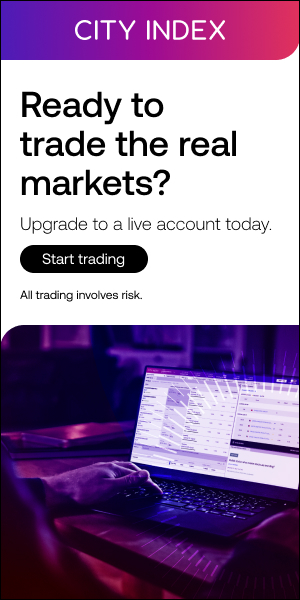 CITY INDEX
Ready to
trade the real
markets?
Upgrade to a live account today.
Start trading
All trading involves risk.